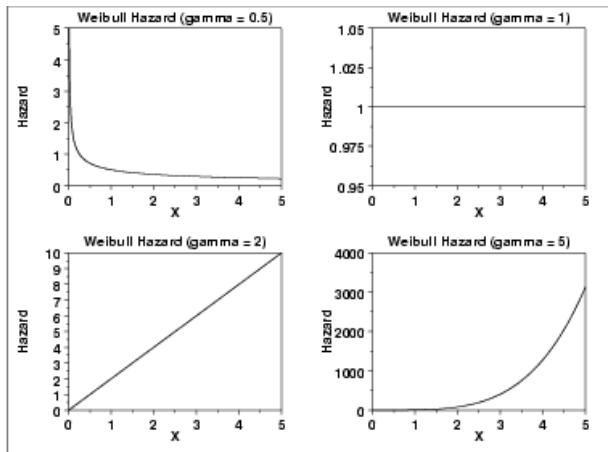 Weibull Hazard (gamma = 0.5)
5
4
3
2
1
0
Hazard
0 1 2 3 4 5
X
Weibull Hazard (gamma = 1)
1.05
1.025
1
0.975
0.95
Hazard
0 1 2 3 4 5
X
Weibull Hazard (gamma = 2)
10
9
8
7
6
5
4
3
2
1
0
Hazard
0 1 2 3 4 5
X
Weibull Hazard (gamma = 5)
4000
3000
2000
1000
0
Hazard
0 1 2 3 4 5
X